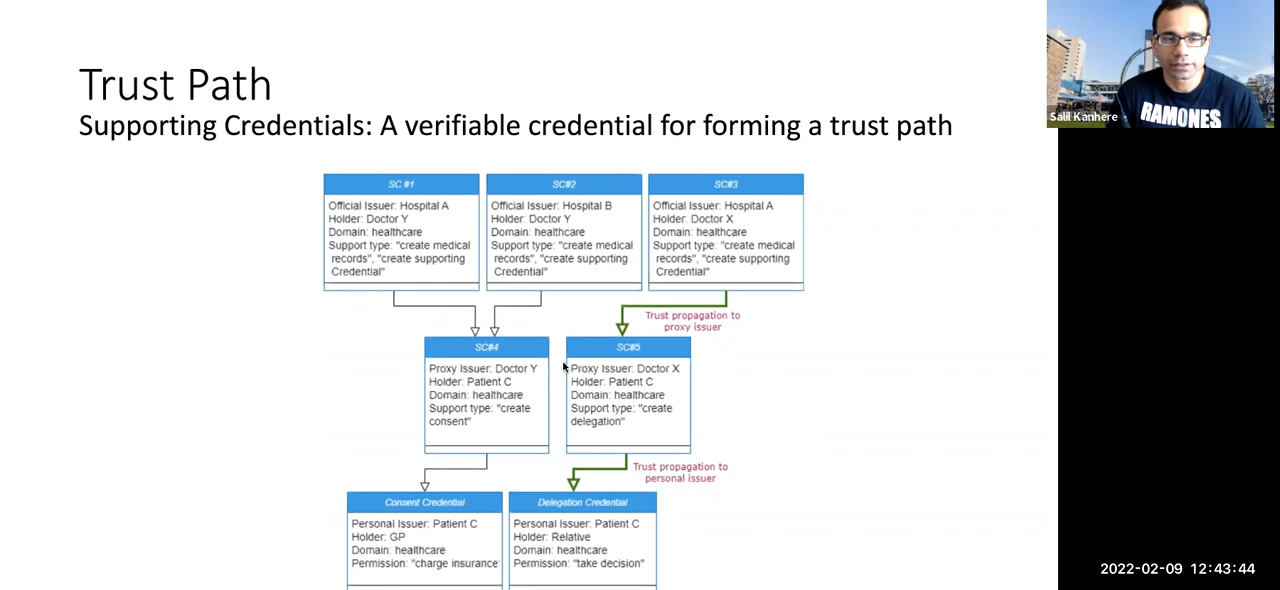 Trust Path
Supporting Credentials: A verifiable credential for forming a trust path
SC #1
Official Issuer: Hospital A
Holder: Doctor Y
Domain: healthcare
Support type: "create medical
records", "create supporting
Credential"
SC#2
Official Issuer: Hospital B
Holder: Doctor Y
Domain: healthcare
Support type: "create medical
records", "create supporting
Credential"
SC#3
Official Issuer: Hospital A
Holder: Doctor X
Domain: healthcare
Support type: "create medical
records", "create supporting
Credential"
Trust propagation to
proxy issuer
SC#4
Proxy Issuer: Doctor Y
Holder: Patient C
Domain: healthcare
Support type: "create
consent"
SC#5
Proxy Issuer: Doctor X
Holder: Patient C
Domain: healthcare
Support type: "create
delegation"
Trust propagation to
personal issuer
Consent Credential
Personal Issuer: Patient C
Holder: GP
Domain: healthcare
Permission: "charge insurance"
Delegation Credential
Personal Issuer: Patient C
Holder: Relative
Domain: healthcare
Permission: "take decision"
RAMONES
Salil Kanhere
2022-02-09 12:43:44